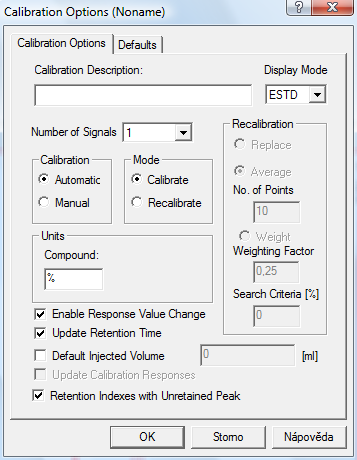 Calibration Options (Noname)
Calibration Options Defaults
Calibration Description: Display Mode
ESTD
Number of Signals 1
Recalibration
Replace
Average
No. of Points
10
Weight
Weighting Factor
0,25
Search Criteria [%]
0
Calibration
Automatic
Manual
Mode
Calibrate
Recalibrate
Units
Compound:
%
Enable Response Value Change
Update Retention Time
Default Injected Volume 0 [ml]
Update Calibration Responses
Retention Indexes with Unretained Peak
OK Storno Nápověda